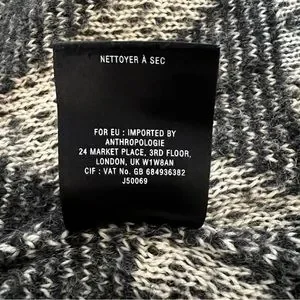 NETTOYER À SEC
FOR EU : IMPORTED BY
ANTHROPOLOGIE
24 MARKET PLACE, 3RD FLOOR,
LONDON, UK W1W8AN
CIF : VAT No. GB 684936382
J50069